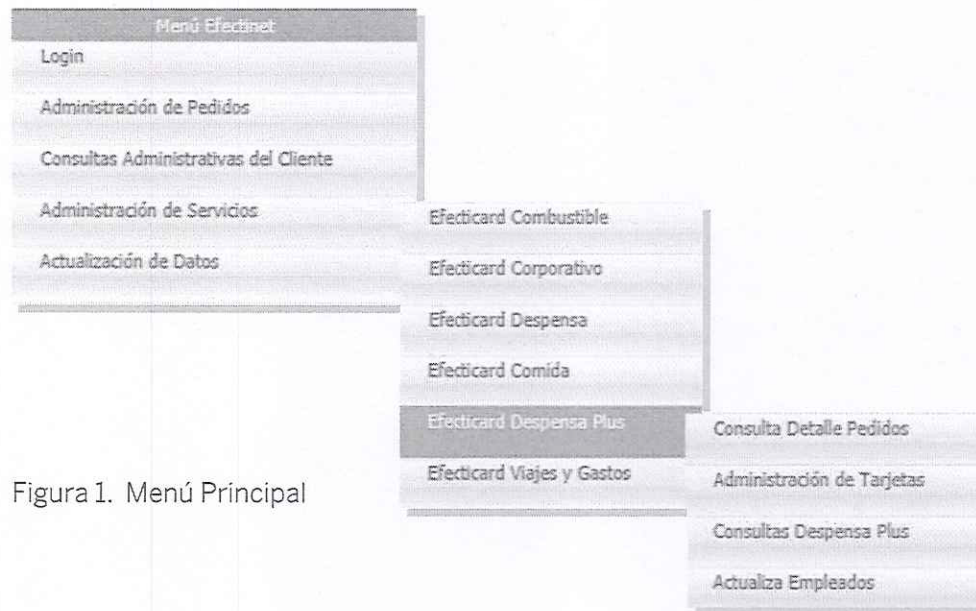 Menú Efectinet
Login
Administración de Pedidos
Consultas Administrativas del Cliente
Administración de Servicios
Actualización de Datos
Efecticard Combustible
Efecticard Corporativo
Efecticard Despensa
Efecticard Comida
Efecticard Despensa Plus
Efecticard Viajes y Gastos
Consulta Detalle Pedidos
Administración de Tarjetas
Consultas Despensa Plus
Actualiza Empleados
Figura 1. Menú Principal